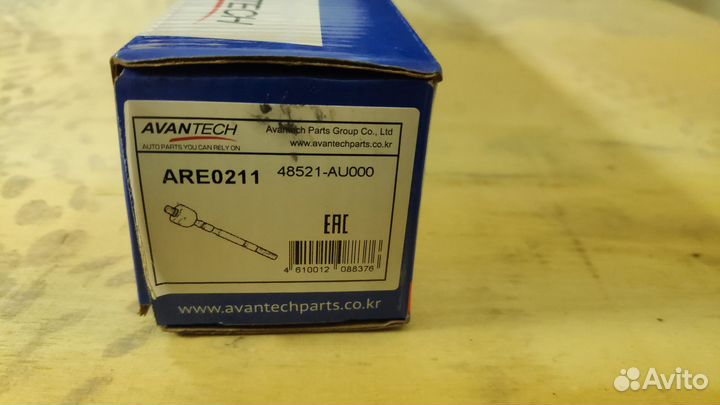 TECH
AVANTECH
AUTO PARTS YOU CAN RELY ON
Avantech Parts Group Co., Ltd
www.avantechparts.co.kr
ARE0211
48521-AU000
EAC
4 610012 088376
www.avantechparts.co.kr
Avito